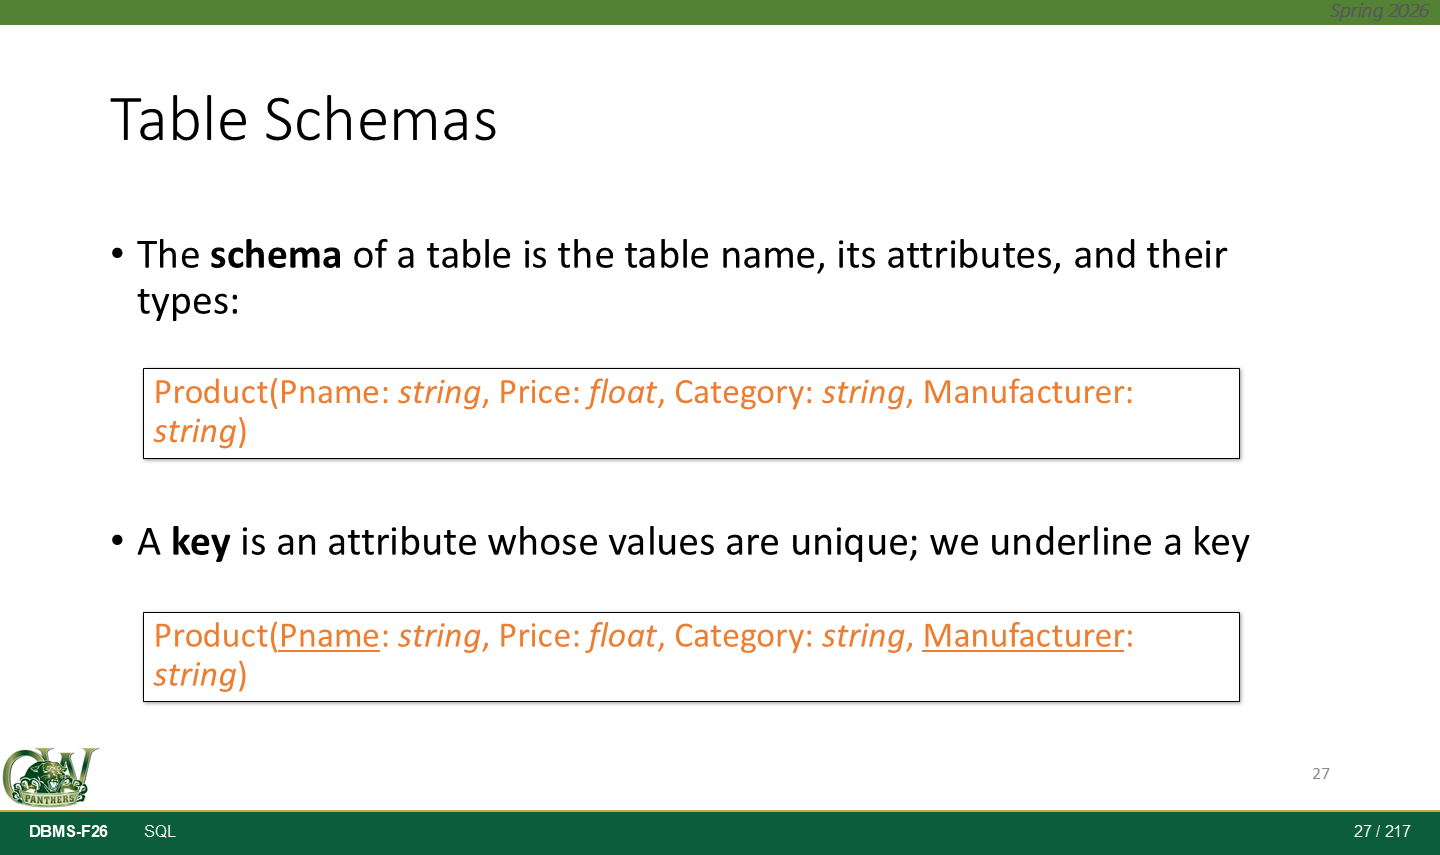 Spring 2026
Table Schemas
• The schema of a table is the table name, its attributes, and their
types:
Product(Pname: string, Price: float, Category: string, Manufacturer:
string)
• A key is an attribute whose values are unique; we underline a key
Product(Pname: string, Price: float, Category: string, Manufacturer:
string)
OW
PANTHERS
27
DBMS-F26 SQL 27 / 217